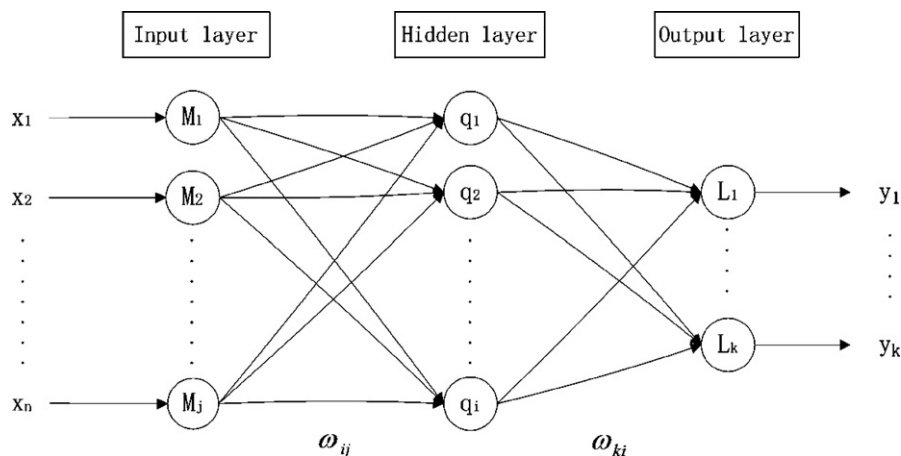 Input layer Hidden layer Output layer
x₁ M₁ q₁
x₂ M₂ q₂ L₁ y₁
Lₖ yₖ
xₙ Mⱼ qᵢ
ωᵢⱼ ωₖᵢ